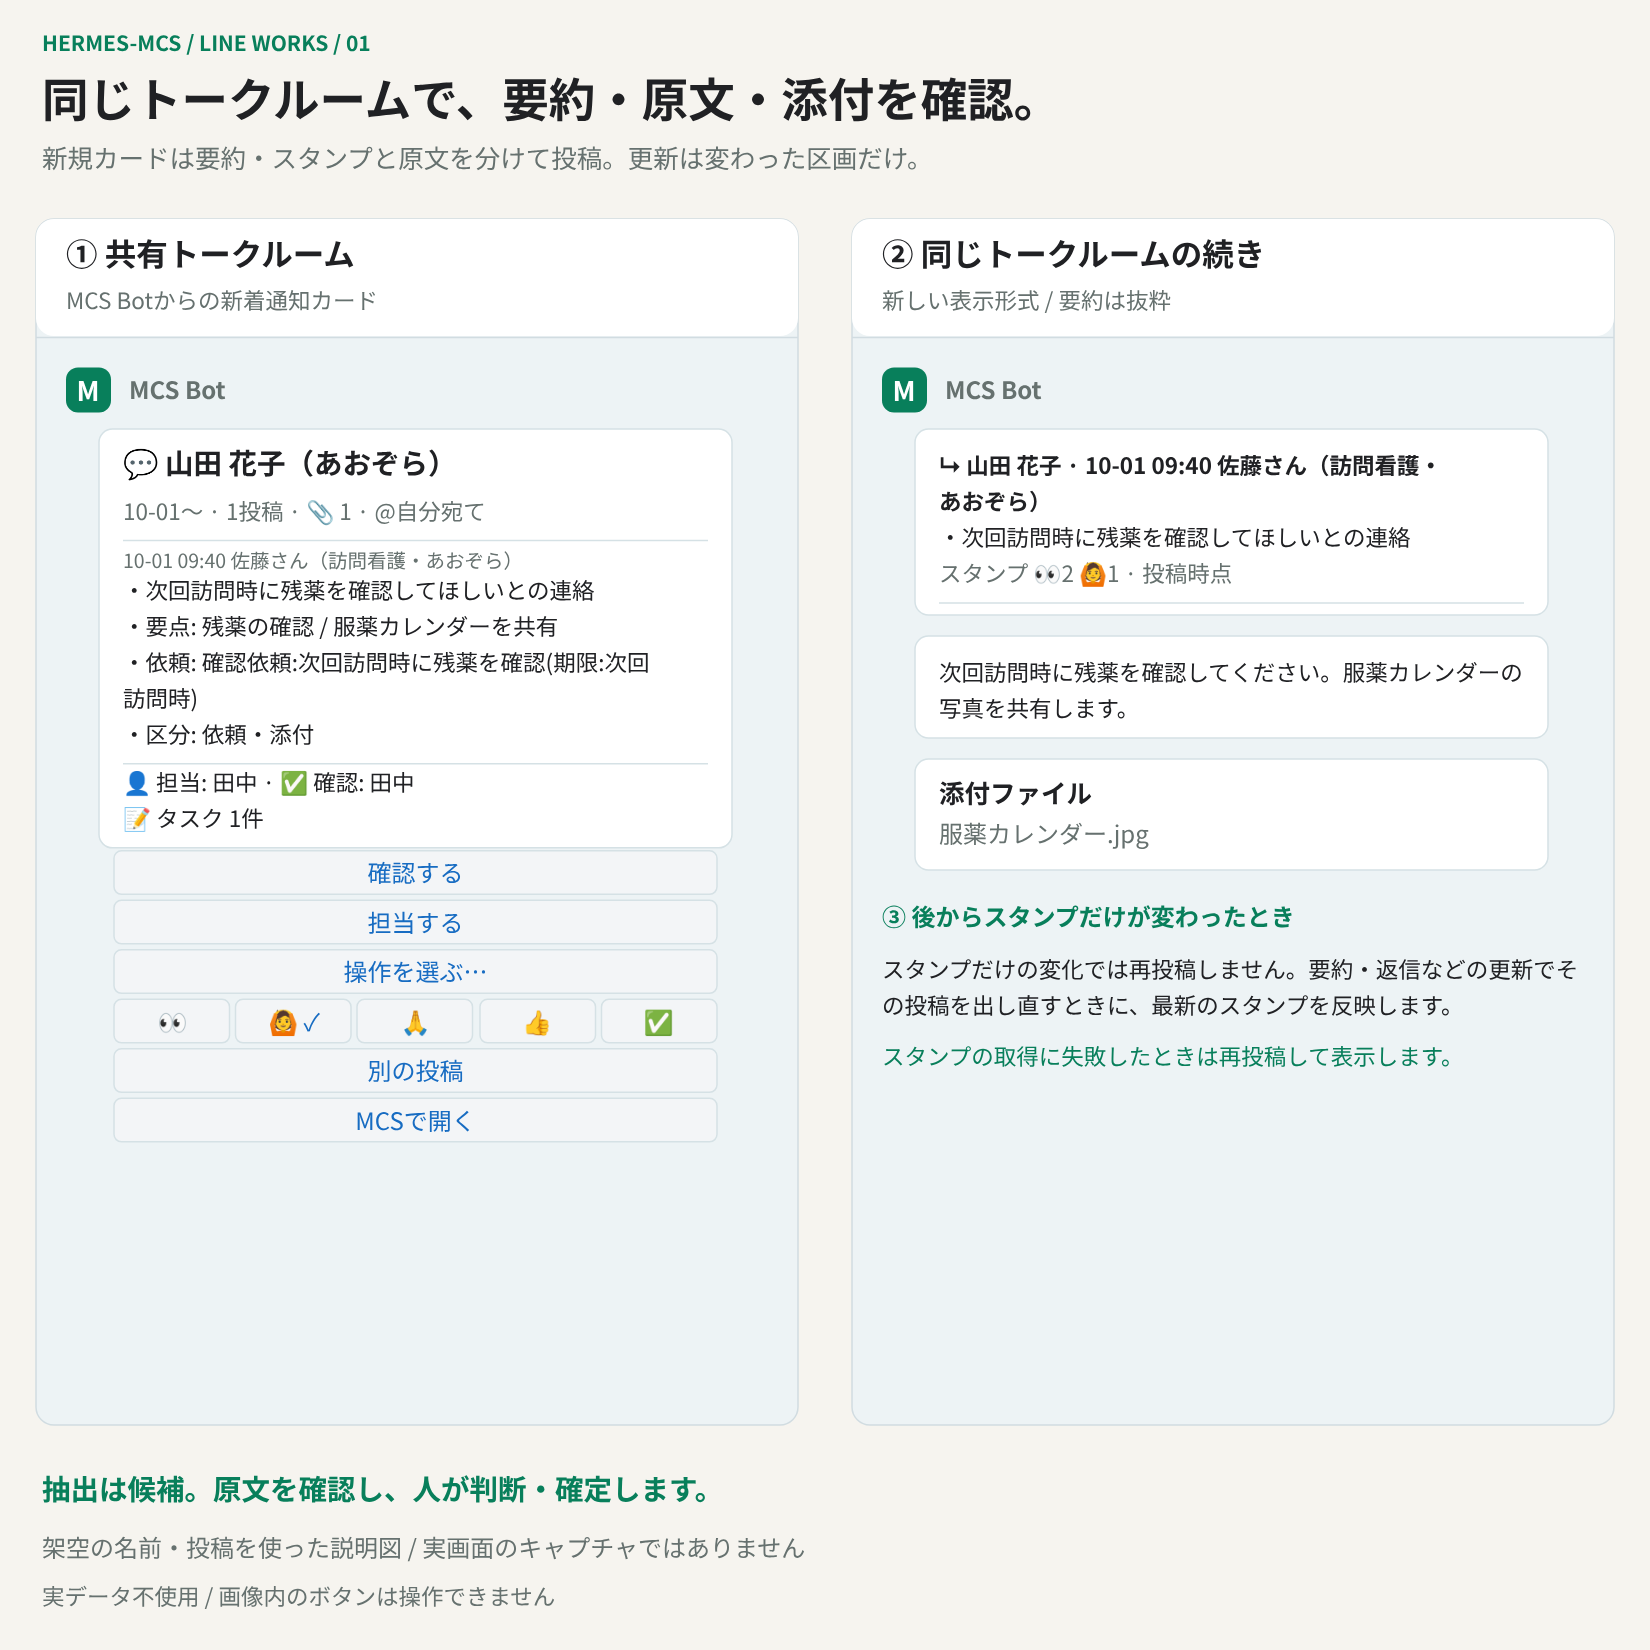 HERMES-MCS / LINE WORKS / 01
同じトークルームで、要約・原文・添付を確認。
新規カードは要約・スタンプと原文を分けて投稿。更新は変わった区画だけ。
① 共有トークルーム
MCS Botからの新着通知カード
M MCS Bot
💬 山田 花子（あおぞら）
10-01〜 · 1投稿 · 📎 1 · @自分宛て
10-01 09:40 佐藤さん（訪問看護・あおぞら）
・次回訪問時に残薬を確認してほしいとの連絡
・要点: 残薬の確認 / 服薬カレンダーを共有
・依頼: 確認依頼:次回訪問時に残薬を確認(期限:次回
訪問時)
・区分: 依頼・添付
👤 担当: 田中 · ✅ 確認: 田中
📝 タスク 1件
確認する
担当する
操作を選ぶ…
👀 🙆 ✓ 🙏 👍 ✅
別の投稿
MCSで開く
② 同じトークルームの続き
新しい表示形式 / 要約は抜粋
M MCS Bot
↳ 山田 花子 · 10-01 09:40 佐藤さん（訪問看護・
あおぞら）
・次回訪問時に残薬を確認してほしいとの連絡
スタンプ 👀2 🙆1 · 投稿時点
次回訪問時に残薬を確認してください。服薬カレンダーの
写真を共有します。
添付ファイル
服薬カレンダー.jpg
③ 後からスタンプだけが変わったとき
スタンプだけの変化では再投稿しません。要約・返信などの更新でそ
の投稿を出し直すときに、最新のスタンプを反映します。
スタンプの取得に失敗したときは再投稿して表示します。
抽出は候補。原文を確認し、人が判断・確定します。
架空の名前・投稿を使った説明図 / 実画面のキャプチャではありません
実データ不使用 / 画像内のボタンは操作できません